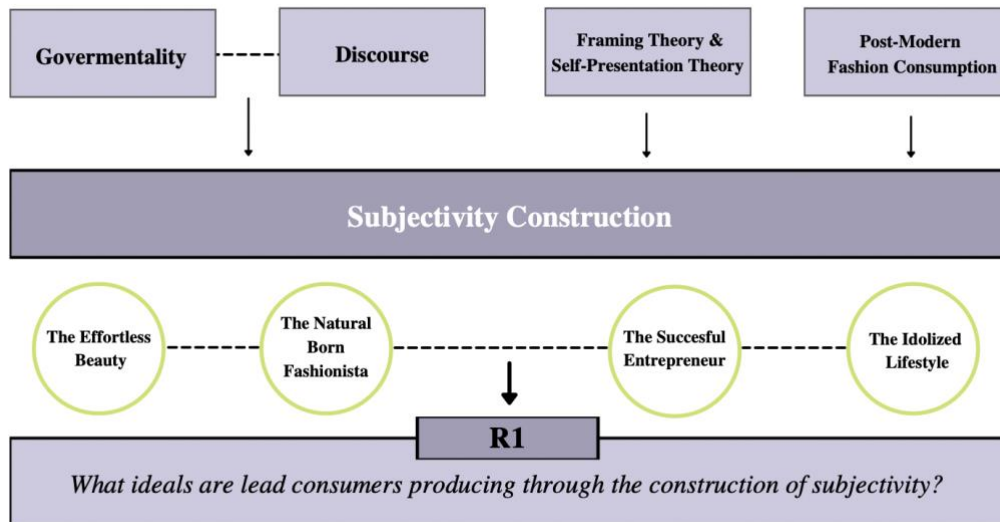 Govermentality
Discourse
Framing Theory &
Self-Presentation Theory
Post-Modern
Fashion Consumption
Subjectivity Construction
The Effortless
Beauty
The Natural
Born
Fashionista
The Succesful
Entrepreneur
The Idolized
Lifestyle
R1
What ideals are lead consumers producing through the construction of subjectivity?